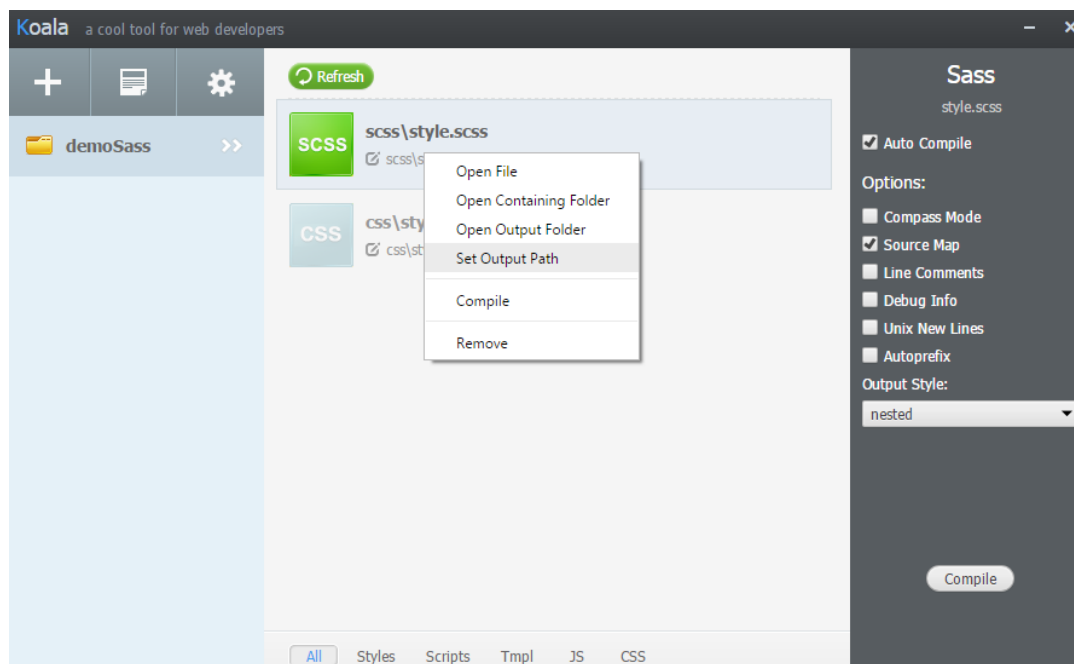 Koala a cool tool for web developers
demoSass
Refresh
SCSS
scss\style.scss
scss\s
CSS
css\sty
css\st
Open File
Open Containing Folder
Open Output Folder
Set Output Path
Compile
Remove
All Styles Scripts Tmpl JS CSS
Sass
style.scss
Auto Compile
Options:
Compass Mode
Source Map
Line Comments
Debug Info
Unix New Lines
Autoprefix
Output Style:
nested
Compile